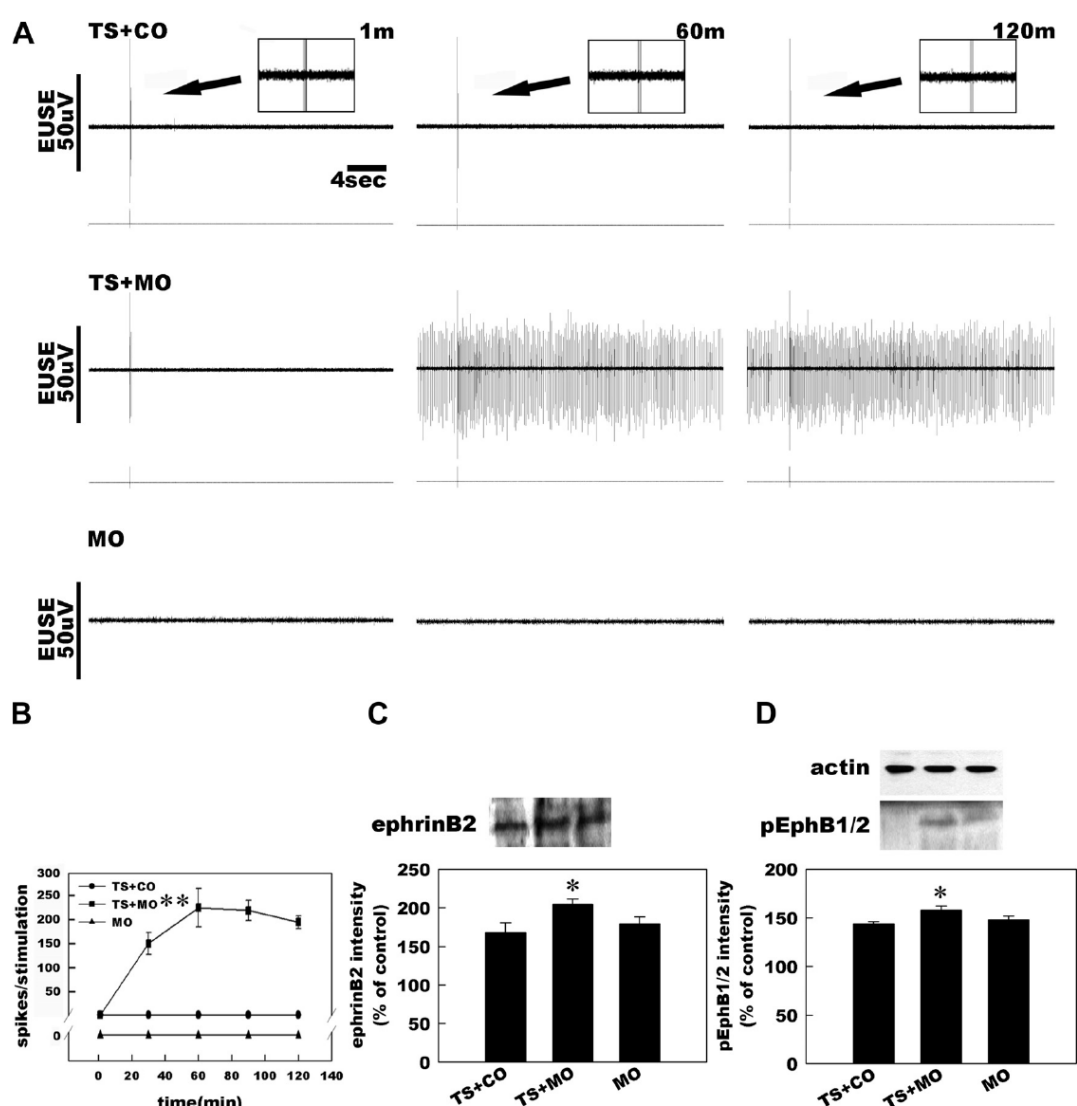 A
TS+CO 1m 60m 120m
EUSE
50uV
4sec
TS+MO
EUSE
50uV
MO
EUSE
50uV
B
C
D
actin
ephrinB2
pEphB1/2
spikes/stimulation
300
250
200
150
100
50
0
TS+CO
TS+MO
MO
**
0 20 40 60 80 100 120 140
time(min)
ephrinB2 intensity
(% of control)
250
200
150
100
50
0
*
TS+CO TS+MO MO
pEphB1/2 intensity
(% of control)
200
150
100
50
0
*
TS+CO TS+MO MO